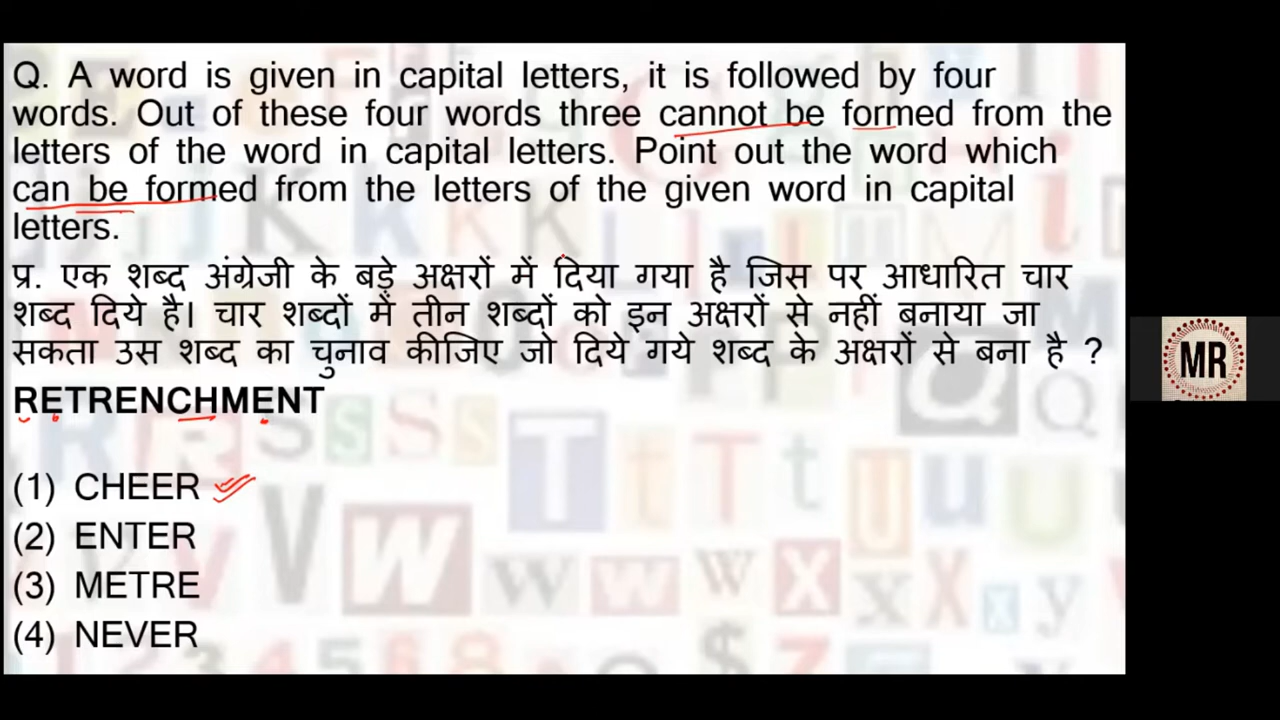 Q. A word is given in capital letters, it is followed by four
words. Out of these four words three cannot be formed from the
letters of the word in capital letters. Point out the word which
can be formed from the letters of the given word in capital
letters.
प्र. एक शब्द अंग्रेजी के बड़े अक्षरों में दिया गया है जिस पर आधारित चार
शब्द दिये है। चार शब्दों में तीन शब्दों को इन अक्षरों से नहीं बनाया जा
सकता उस शब्द का चुनाव कीजिए जो दिये गये शब्द के अक्षरों से बना है ?
MR
RETRENCHMENT
(1) CHEER
(2) ENTER
(3) METRE
(4) NEVER